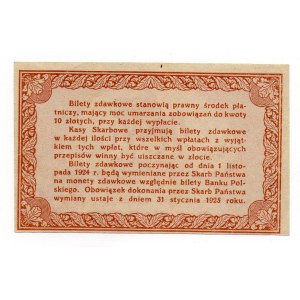 Bilety zdawkowe stanowią prawny środek płat-
niczy, mający moc umarzania zobowiązań do kwoty
10 złotych, przy każdej wypłacie.
Kasy Skarbowe przyjmują bilety zdawkowe
w każdej ilości przy wszelkich wpłatach z wyjąt-
kiem tych wpłat, które w myśl obowiązujących
przepisów winny być uiszczane w złocie.
Bilety zdawkowe począwszy od dnia 1 listo-
pada 1924 r. będą wymieniane przez Skarb Państwa
na monety zdawkowe względnie bilety Banku Pol-
skiego. Obowiązek dokonania przez Skarb Państwa
wymiany ustaje z dniem 31 stycznia 1925 roku.